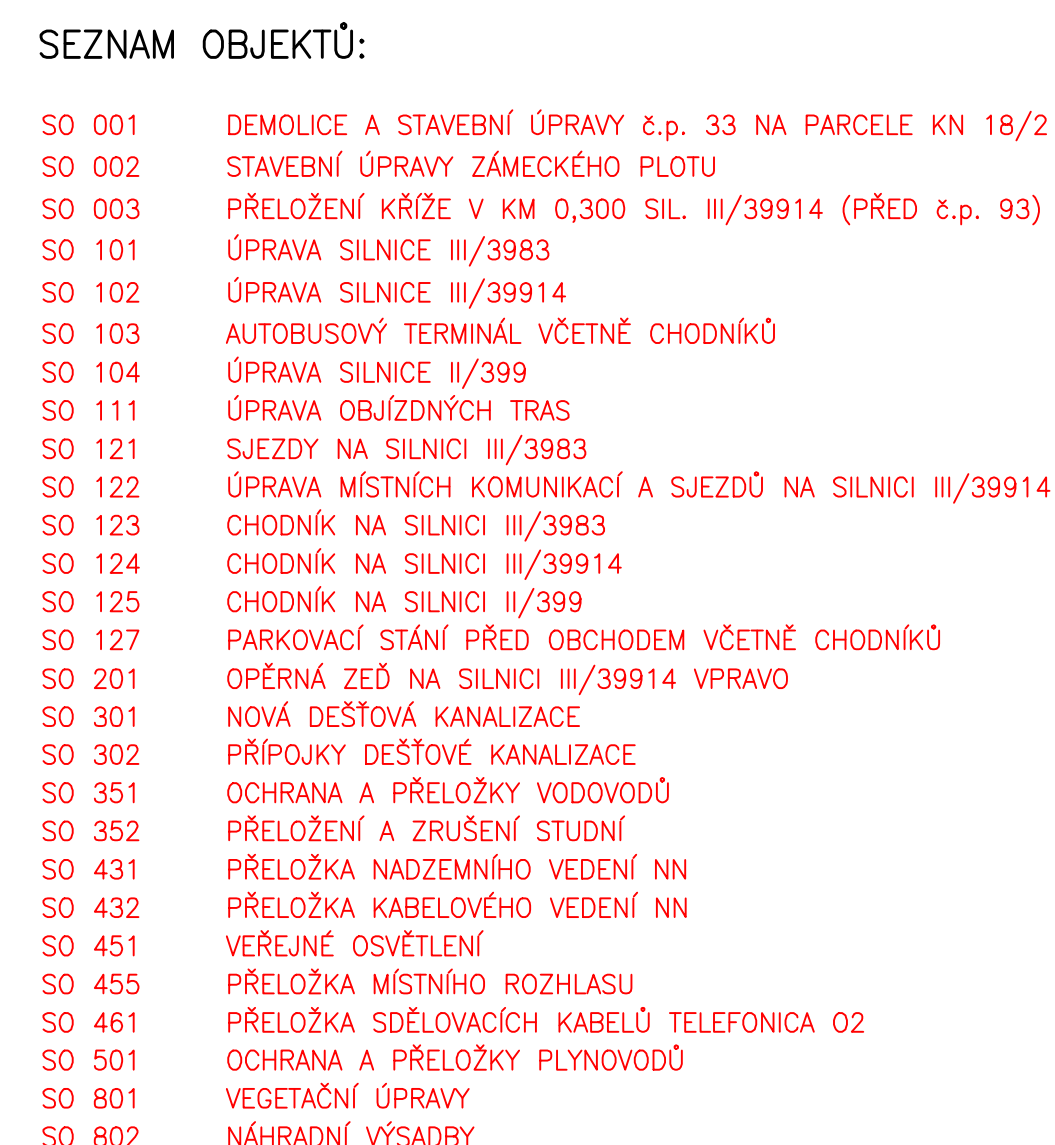 SEZNAM OBJEKTŮ:
SO 001 DEMOLICE A STAVEBNÍ ÚPRAVY č.p. 33 NA PARCELE KN 18/2
SO 002 STAVEBNÍ ÚPRAVY ZÁMECKÉHO PLOTU
SO 003 PŘELOŽENÍ KŘÍŽE V KM 0,300 SIL. III/39914 (PŘED č.p. 93)
SO 101 ÚPRAVA SILNICE III/3983
SO 102 ÚPRAVA SILNICE III/39914
SO 103 AUTOBUSOVÝ TERMINÁL VČETNĚ CHODNÍKŮ
SO 104 ÚPRAVA SILNICE II/399
SO 111 ÚPRAVA OBJÍZDNÝCH TRAS
SO 121 SJEZDY NA SILNICI III/3983
SO 122 ÚPRAVA MÍSTNÍCH KOMUNIKACÍ A SJEZDŮ NA SILNICI III/39914
SO 123 CHODNÍK NA SILNICI III/3983
SO 124 CHODNÍK NA SILNICI III/39914
SO 125 CHODNÍK NA SILNICI II/399
SO 127 PARKOVACÍ STÁNÍ PŘED OBCHODEM VČETNĚ CHODNÍKŮ
SO 201 OPĚRNÁ ZEĎ NA SILNICI III/39914 VPRAVO
SO 301 NOVÁ DEŠŤOVÁ KANALIZACE
SO 302 PŘÍPOJKY DEŠŤOVÉ KANALIZACE
SO 351 OCHRANA A PŘELOŽKY VODOVODŮ
SO 352 PŘELOŽENÍ A ZRUŠENÍ STUDNÍ
SO 431 PŘELOŽKA NADZEMNÍHO VEDENÍ NN
SO 432 PŘELOŽKA KABELOVÉHO VEDENÍ NN
SO 451 VEŘEJNÉ OSVĚTLENÍ
SO 455 PŘELOŽKA MÍSTNÍHO ROZHLASU
SO 461 PŘELOŽKA SDĚLOVACÍCH KABELŮ TELEFONICA O2
SO 501 OCHRANA A PŘELOŽKY PLYNOVODŮ
SO 801 VEGETAČNÍ ÚPRAVY
SO 802 NÁHRADNÍ VÝSADBY